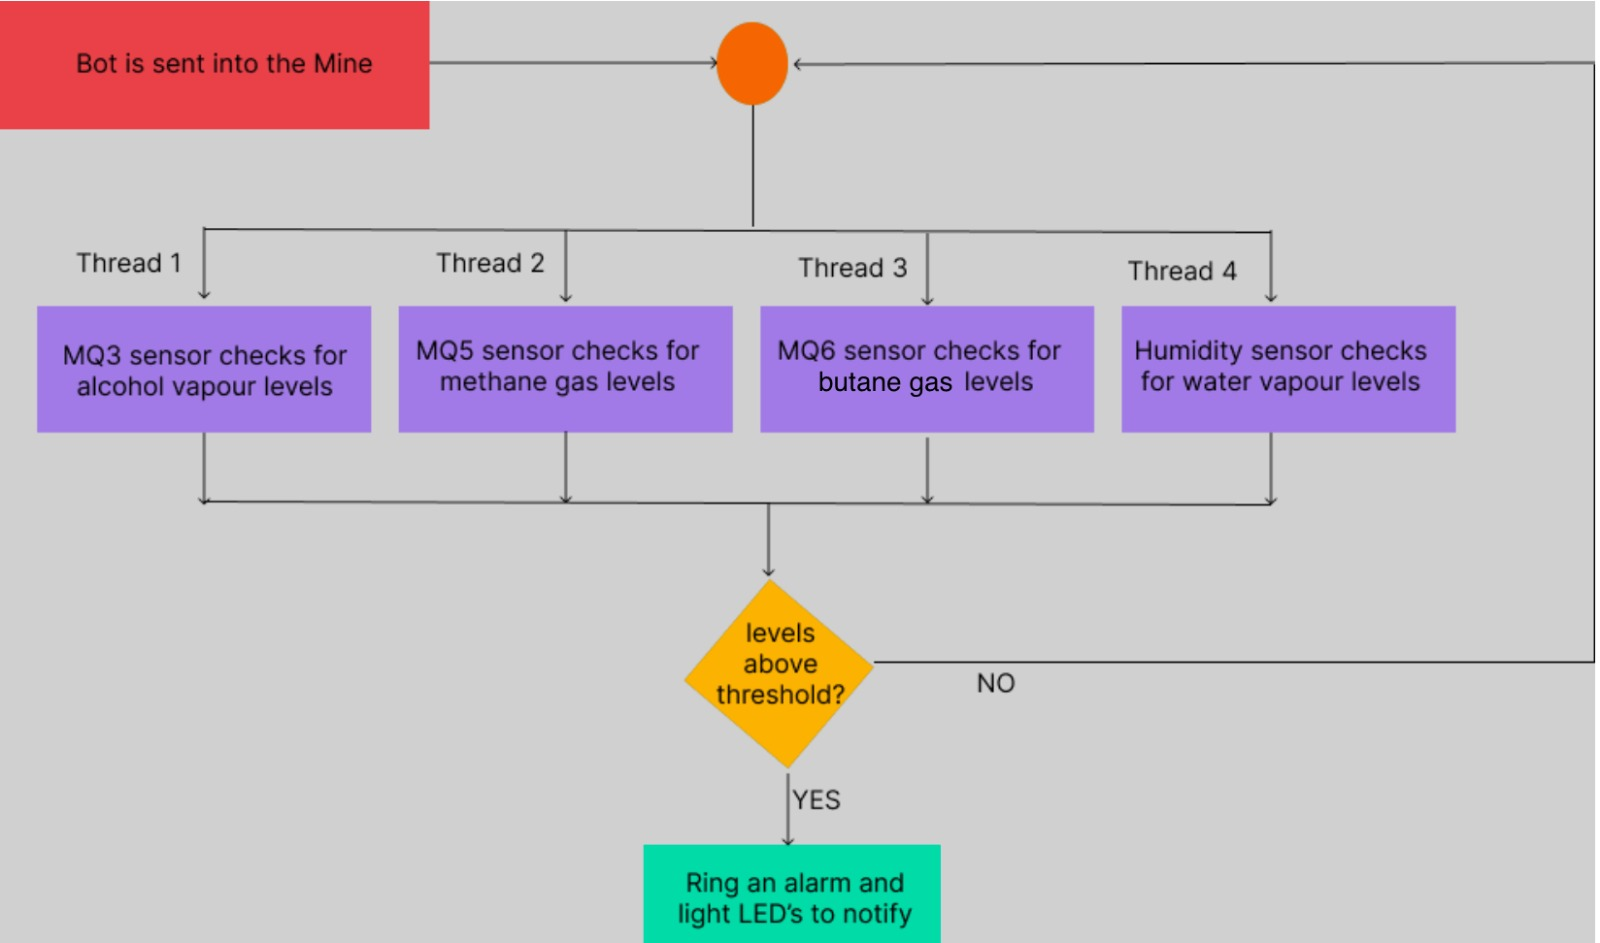 Bot is sent into the Mine
Thread 1
Thread 2
Thread 3
Thread 4
MQ3 sensor checks for
alcohol vapour levels
MQ5 sensor checks for
methane gas levels
MQ6 sensor checks for
butane gas levels
Humidity sensor checks
for water vapour levels
levels
above
threshold?
NO
YES
Ring an alarm and
light LED's to notify